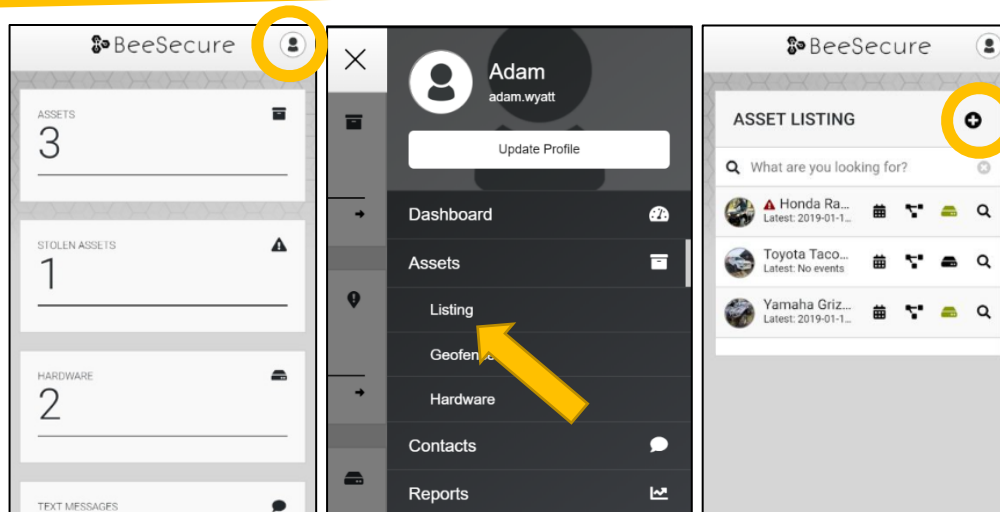 BeeSecure
ASSETS
3
STOLEN ASSETS
1
HARDWARE
2
TEXT MESSAGES
Adam
adam.wyatt
Update Profile
Dashboard
Assets
Listing
Hardware
Contacts
Reports
BeeSecure
ASSET LISTING
What are you looking for?
Honda Ra...
Latest: 2019-01-1...
Toyota Taco...
Latest: No events
Yamaha Griz...
Latest: 2019-01-1...